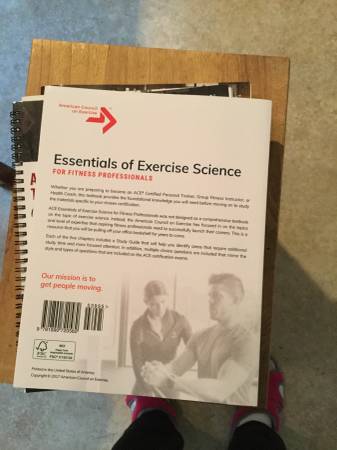 American Council
on Exercise
Essentials of Exercise Science
FOR FITNESS PROFESSIONALS
Whether you are preparing to become an ACE® Certified Personal Trainer, Group Fitness Instructor, or
Health Coach, this textbook provides the foundational knowledge you will need before moving on to study
the materials specific to your chosen certification.
ACE Essentials of Exercise Science for Fitness Professionals was not designed as a comprehensive textbook
on the topic of exercise science. Instead, the American Council on Exercise has focused in on the topics
and level of expertise that aspiring fitness professionals need to successfully launch their careers. This is a
resource that you will be pulling off your office bookshelf for years to come.
Each of the five chapters includes a Study Guide that will help you identify areas that require additional
study time and more focused attention. In addition, multiple-choice questions are included that mimic the
style and types of questions that are included on the ACE certification exams.
Our mission is to
get people moving.
Printed in the United States of America
Copyright © 2017 American Council on Exercise.
MIX
FSC
A
T